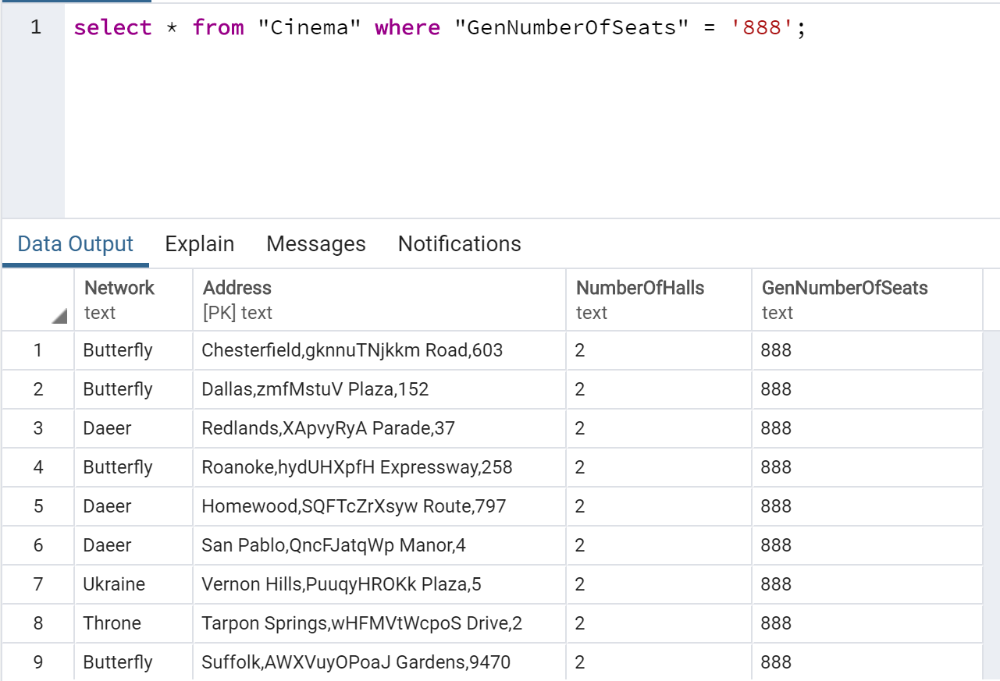 1 select * from "Cinema" where "GenNumberOfSeats" = '888';
Data Output Explain Messages Notifications
Network Address NumberOfHalls GenNumberOfSeats
text [PK] text text text
1 Butterfly Chesterfield,gknnuTNjkkm Road,603 2 888
2 Butterfly Dallas,zmfMstuV Plaza,152 2 888
3 Daeer Redlands,XApvyRyA Parade,37 2 888
4 Butterfly Roanoke,hydUHXpfH Expressway,258 2 888
5 Daeer Homewood,SQFTcZrXsyw Route,797 2 888
6 Daeer San Pablo,QncFJatqWp Manor,4 2 888
7 Ukraine Vernon Hills,PuuqyHROKk Plaza,5 2 888
8 Throne Tarpon Springs,wHFMVtWcpoS Drive,2 2 888
9 Butterfly Suffolk,AWXVuyOPoaJ Gardens,9470 2 888